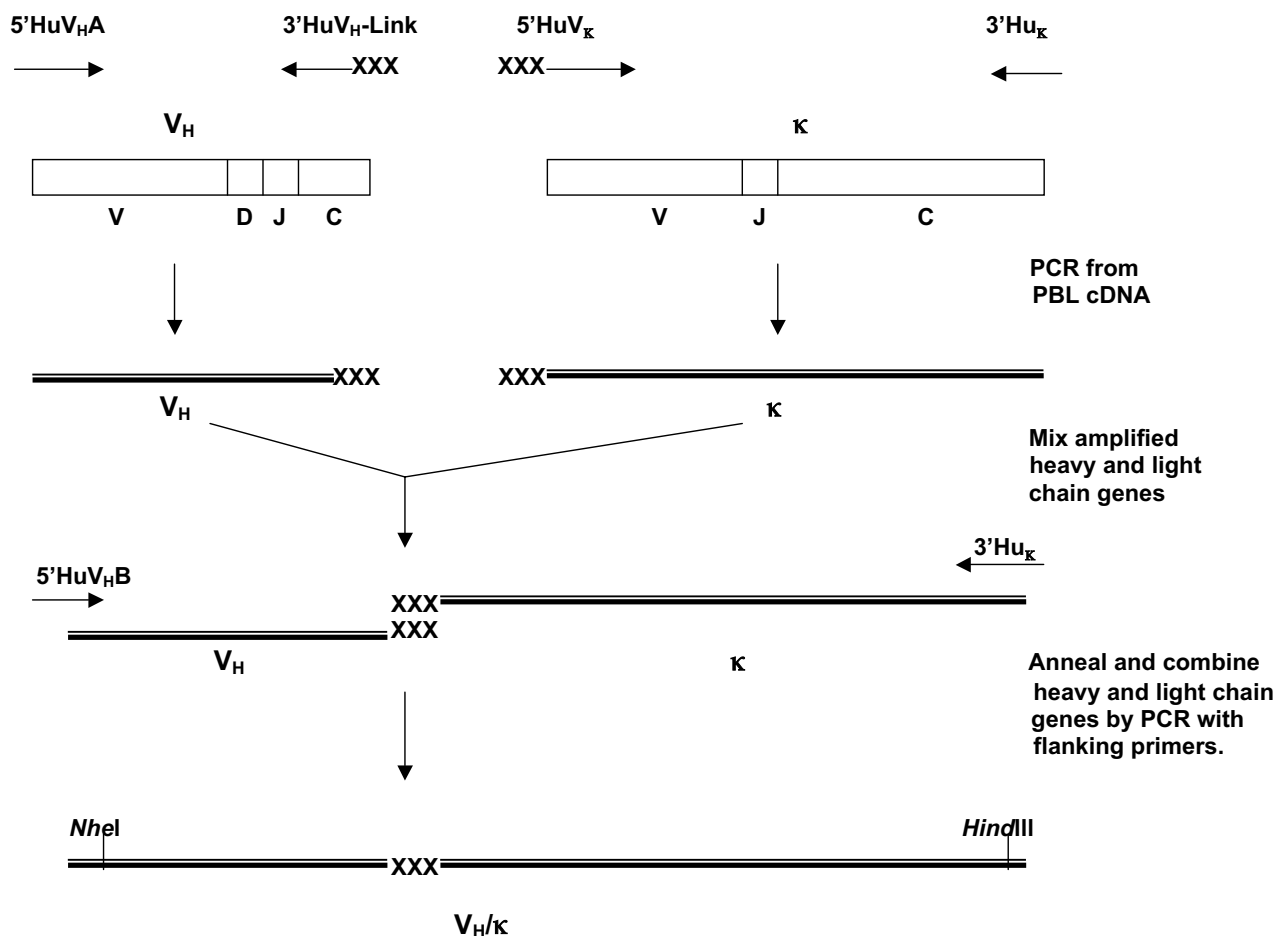 5'HuVHA 3'HuVH-Link 5'HuVκ 3'Huκ
XXX XXX
VH κ
V D J C V J C
PCR from
PBL cDNA
XXX XXX
VH κ
Mix amplified
heavy and light
chain genes
3'Huκ
5'HuVHB
XXX
XXX
VH κ
Anneal and combine
heavy and light chain
genes by PCR with
flanking primers.
NheI HindIII
XXX
VH/κ